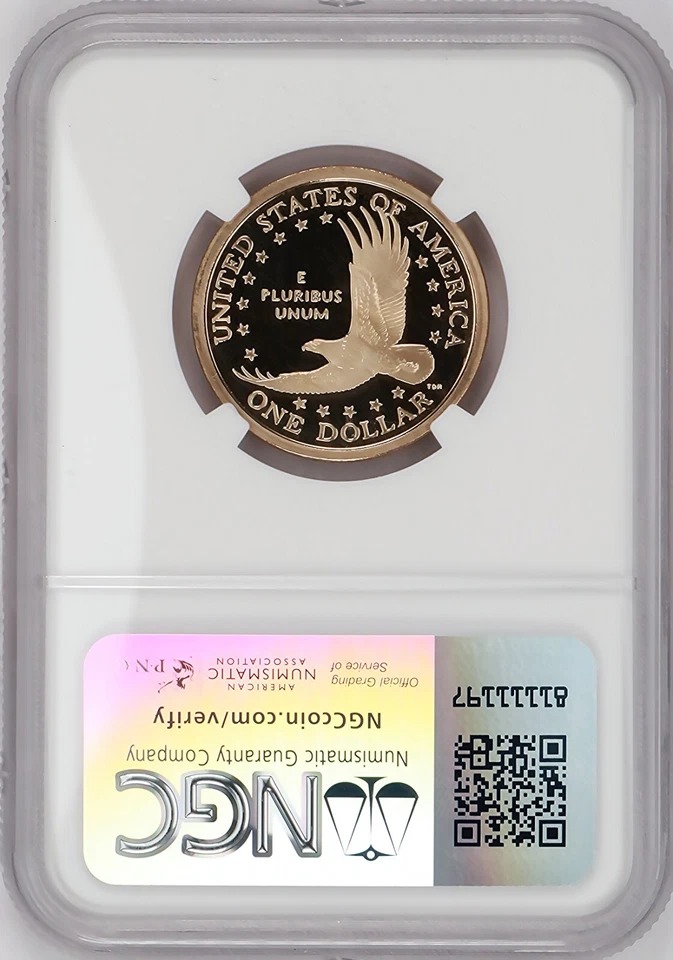 UNITED STATES OF AMERICA
E
PLURIBUS
UNUM
TDR
ONE DOLLAR
NGC
Numismatic Guaranty Company
NGCcoin.com/verify
Official Grading
Service of
AMERICAN
NUMISMATIC
ASSOCIATION
P·N
81111197